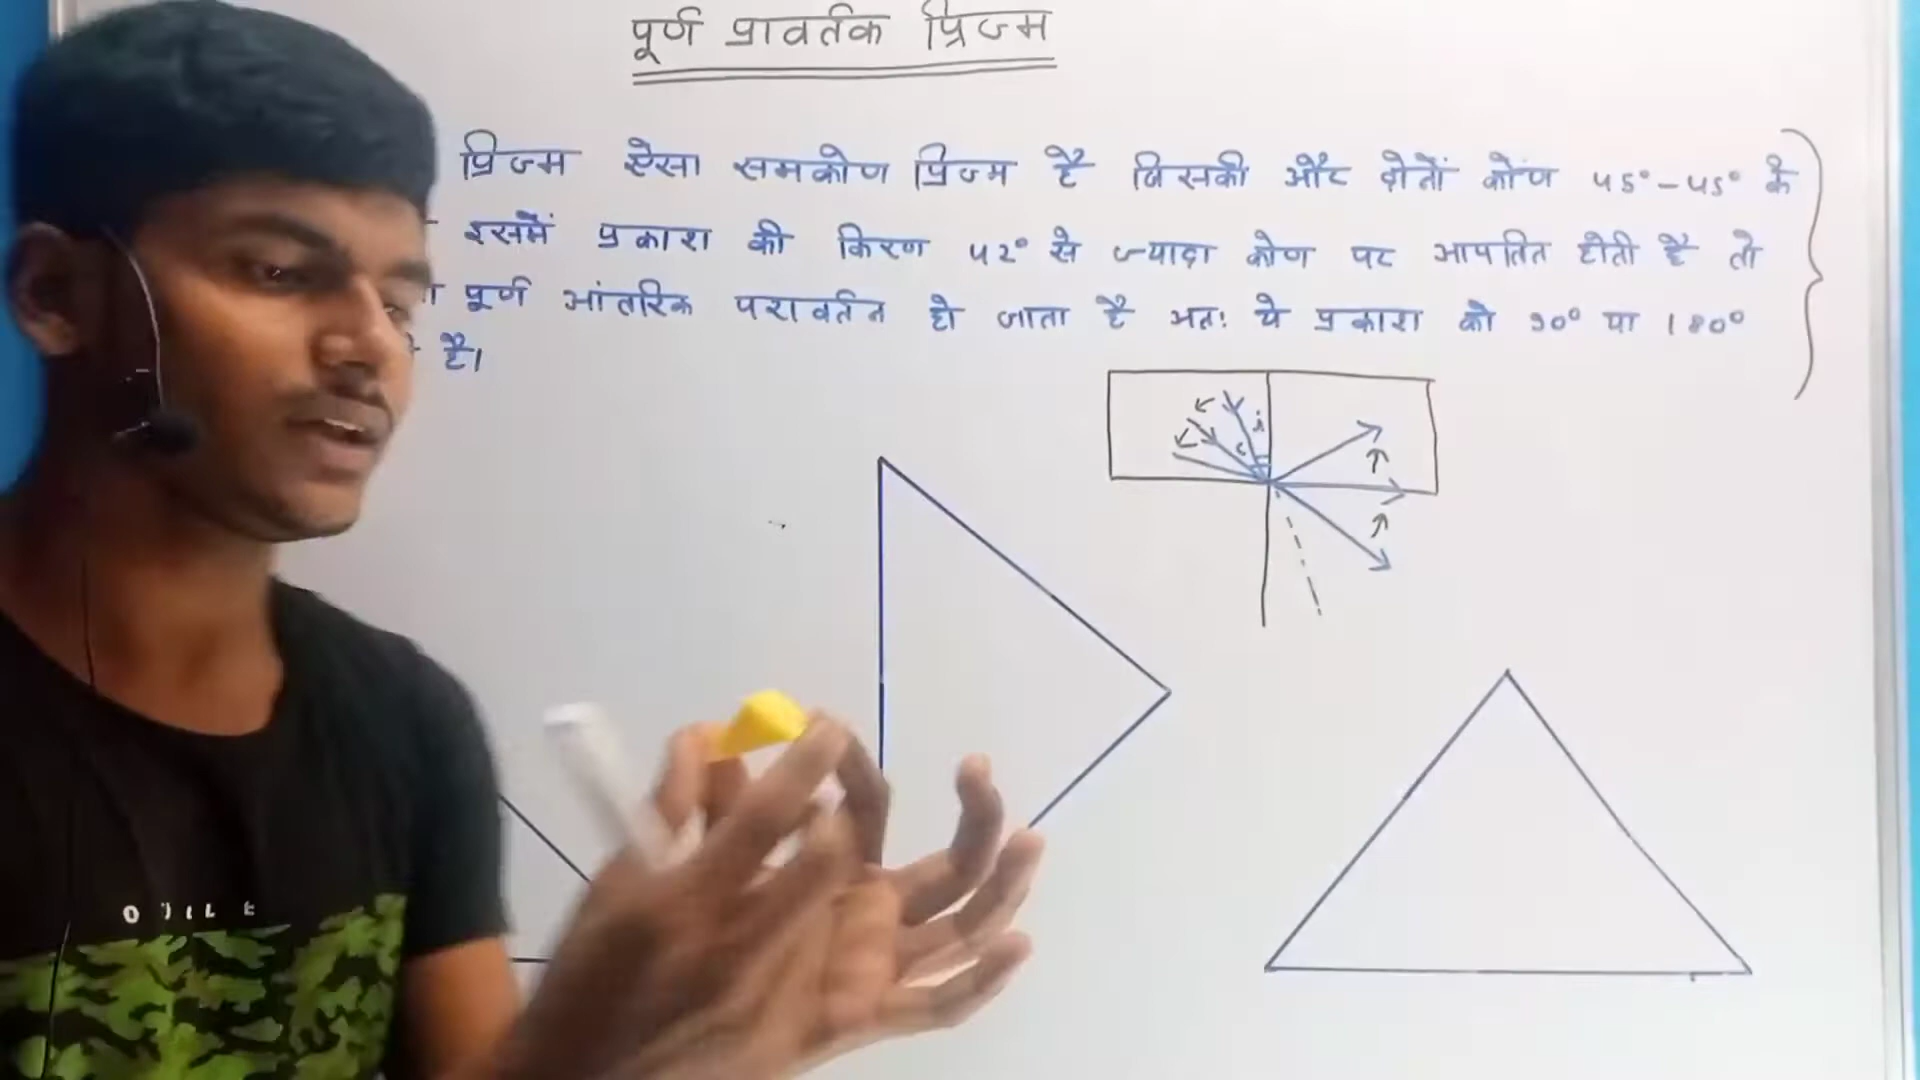 पूर्ण प्रावर्तक प्रिज्म
प्रिज्म ऐसा समकोण प्रिज्म है जिसकी और दोनों कोण 45° - 45° के
इसमें प्रकाश की किरण 42° से ज्यादा कोण पर आपतित होती है तो
पूर्ण आंतरिक परावर्तन हो जाता है अतः ये प्रकाश को 90° या 180°
है।
i
c